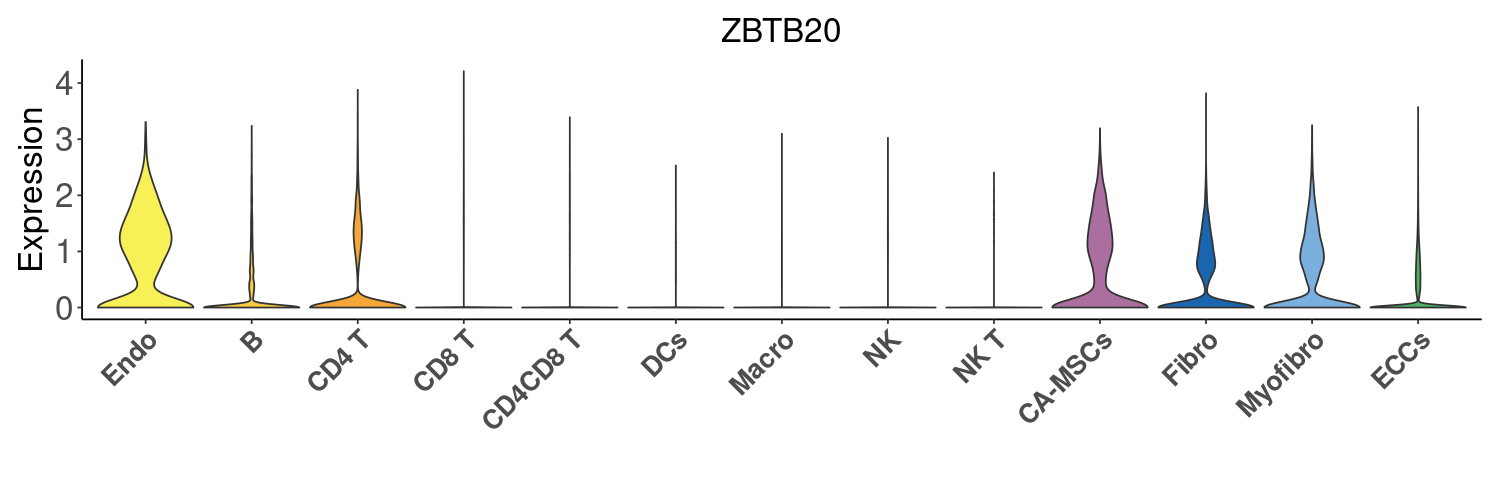 ZBTB20
Expression
4
3
2
1
0
Endo
B
CD4 T
CD8 T
CD4CD8 T
DCs
Macro
NK
NK T
CA-MSCs
Fibro
Myofibro
ECCs